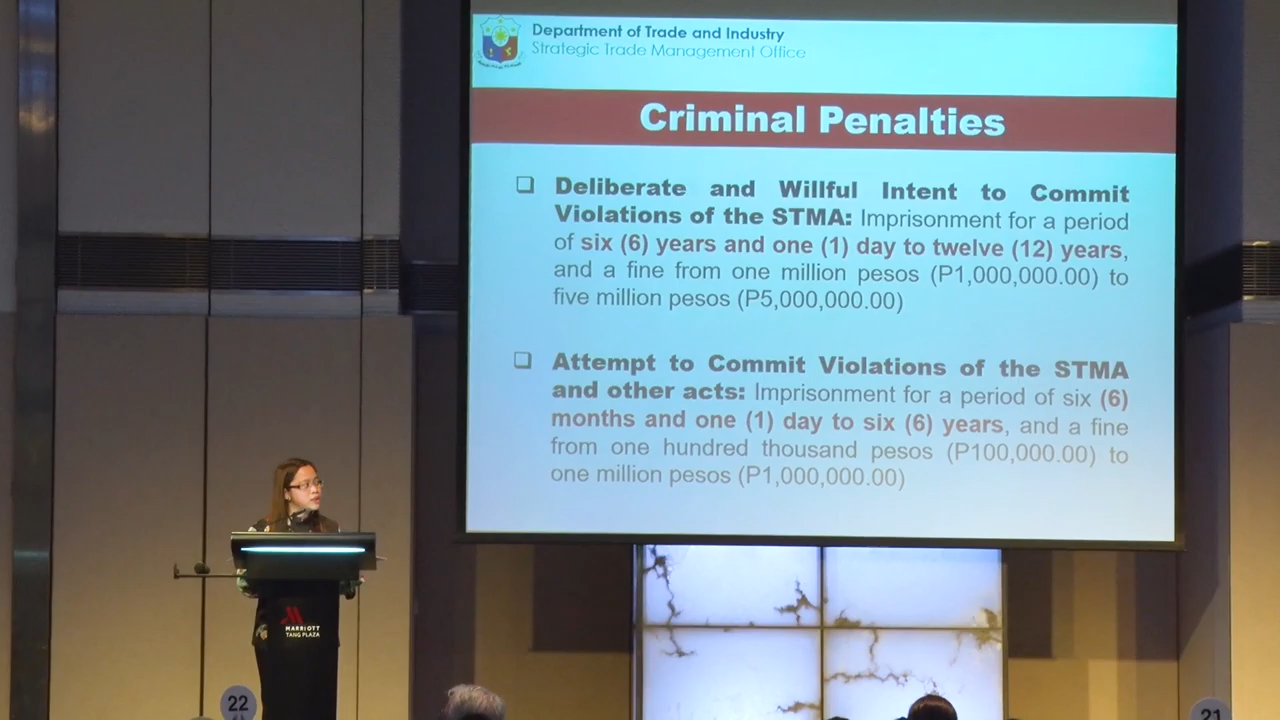 Department of Trade and Industry
Strategic Trade Management Office
Criminal Penalties
Deliberate and Willful Intent to Commit
Violations of the STMA: Imprisonment for a period
of six (6) years and one (1) day to twelve (12) years,
and a fine from one million pesos (P1,000,000.00) to
five million pesos (P5,000,000.00)
Attempt to Commit Violations of the STMA
and other acts: Imprisonment for a period of six (6)
months and one (1) day to six (6) years, and a fine
from one hundred thousand pesos (P100,000.00) to
one million pesos (P1,000,000.00)
MARRIOTT
TANG PLAZA
22
21